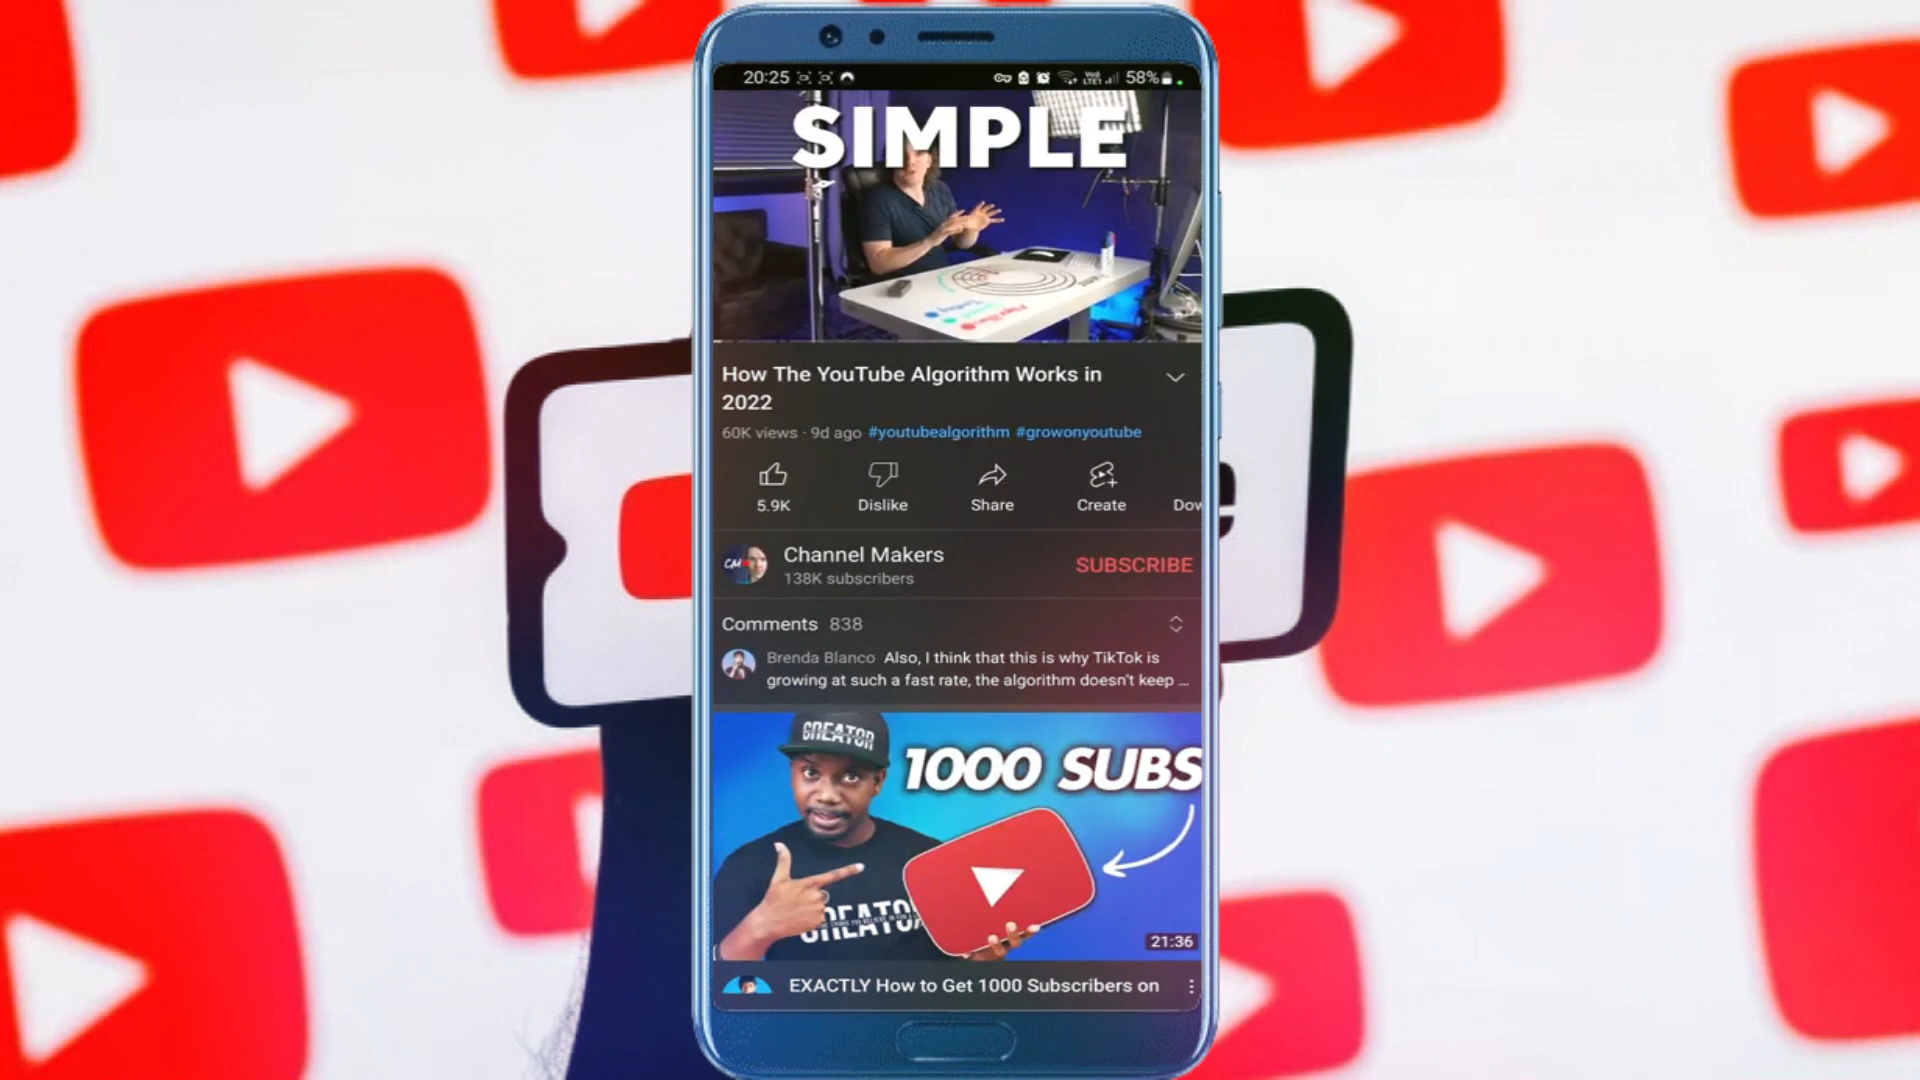 20:25
58%
SIMPLE
How The YouTube Algorithm Works in
2022
60K views · 9d ago #youtubealgorithm #growonyoutube
5.9K Dislike Share Create Dow
Channel Makers
138K subscribers
SUBSCRIBE
Comments 838
Brenda Blanco Also, I think that this is why TikTok is
growing at such a fast rate, the algorithm doesn't keep ...
CREATOR
1000 SUBS
CREATOR
21:36
EXACTLY How to Get 1000 Subscribers on
CM
e